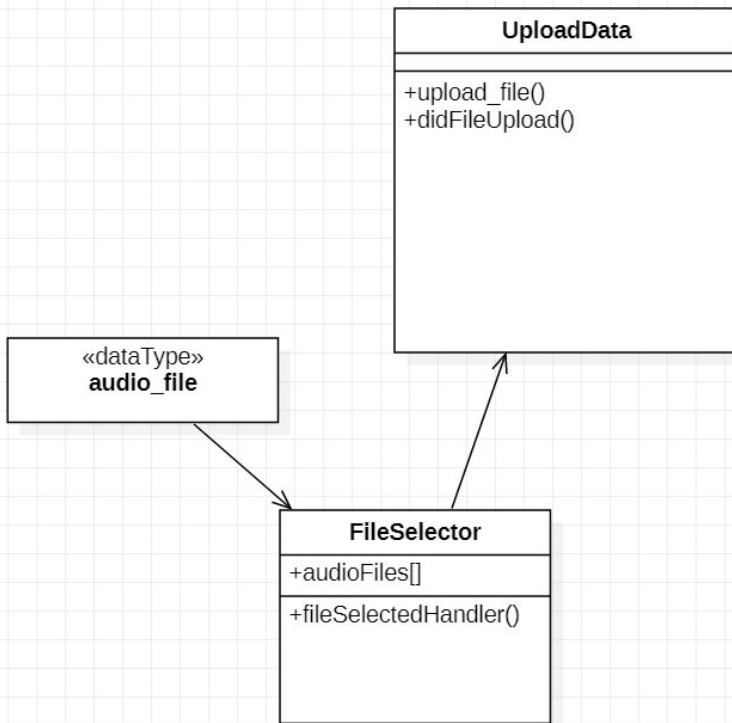 UploadData
+upload_file()
+didFileUpload()
«dataType»
audio_file
FileSelector
+audioFiles[]
+fileSelectedHandler()